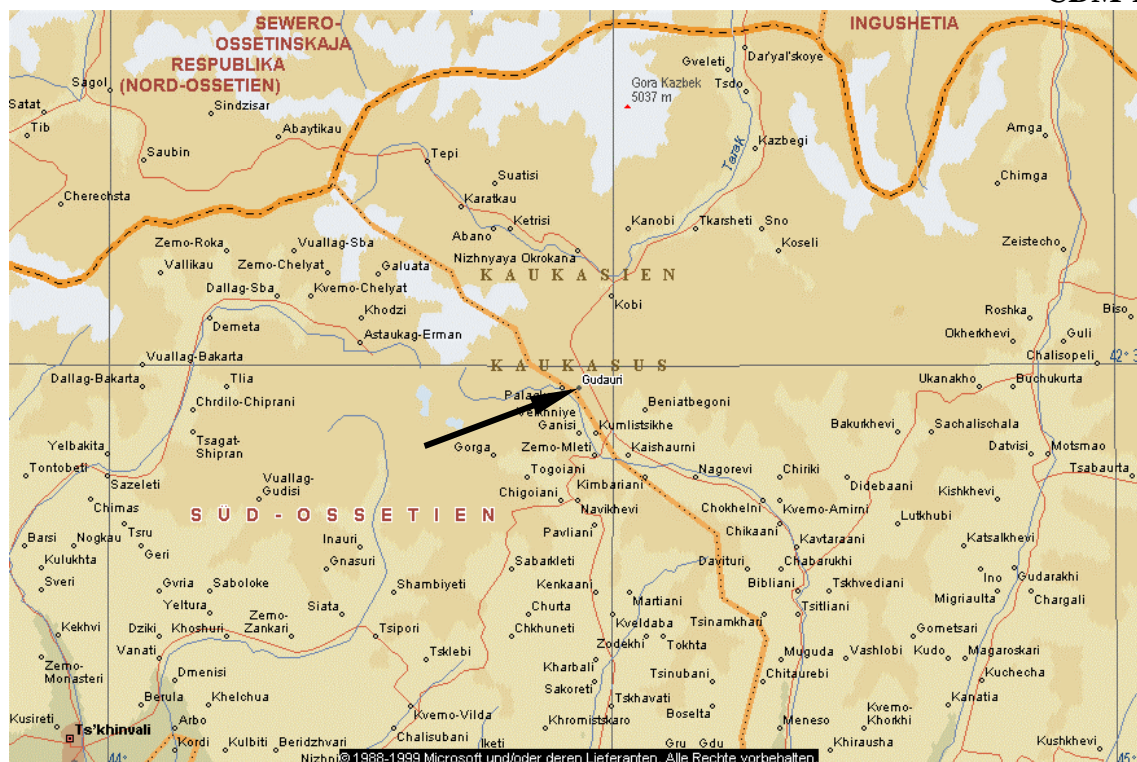 SEWERO-
OSSETINSKAJA
RESPUBLIKA
(NORD-OSSETIEN)
INGUSHETIA
Gveleti
Dar'yal'skoye
Tsdo
Gora Kazbek
5037 m
Sagol
Satat
Sindzisar
Tib
Abaytikau
Saubin
Tepi
Tarak
Kazbegi
Amga
Suatisi
Chimga
Cherechsta
Karatkau
Ketrisi
Kanobi
Tkarsheti
Sno
Abano
Zemo-Roka
Vuallag-Sba
Nizhnyaya Okrokana
Koseli
Zeistecho
Vallikau
Zemo-Chelyat
Galuata
KAUKASIEN
Dallag-Sba
Kvemo-Chelyat
Khodzi
Kobi
Roshka
Biso
Demeta
Astaukag-Erman
Okherkhevi
Guli
Vuallag-Bakarta
KAUKASUS
Chalisopeli
42° 3
Dallag-Bakarta
Tlia
Gudauri
Ukanakho
Buchukurta
Chrdilo-Chiprani
Beniatbegoni
Ganisi
Kumlistsikhe
Bakurkhevi
Sachalischala
Tsagat-
Shipran
Yelbakita
Gorga
Zemo-Mleti
Kaishaurni
Datvisi
Motsmao
Tontobeti
Sazeleti
Vuallag-
Gudisi
Togoiani
Kimbariani
Nagorevi
Chiriki
Didebaani
Tsabaurta
Chimas
SÜD-OSSETIEN
Chigoiani
Navikhevi
Chokhelni
Kvemo-Amirni
Kishkhevi
Tsru
Pavliani
Chikaani
Lutkhubi
Barsi
Nogkau
Geri
Inauri
Kavtaraani
Katsalkhevi
Kulukhta
Gnasuri
Sabarkleti
Davituri
Chabarukhi
Sveri
Gvria
Saboloke
Shambiyeti
Kenkaani
Bibliani
Tskhvediani
Ino
Gudarakhi
Yeltura
Siata
Churta
Martiani
Tsitliani
Migriaulta
Chargali
Kekhvi
Dziki
Khoshuri
Zemo-
Zankari
Tsipori
Chkhuneti
Kveldaba
Tsinamkhari
Gometsari
Zemo-
Monasteri
Vanati
Tsklebi
Zodekhi
Tokhta
Muguda
Vashlobi
Kudo
Magaroskari
Dmenisi
Kharbali
Tsinubani
Chitaurebi
Kuchecha
Berula
Khelchua
Sakoreti
Tskhavati
Boselta
Kanatia
Kusireti
Ts'khinvali
Arbo
Kvemo-Vilda
Khromistskaro
Meneso
Kvemo-
Khorkhi
Kordi
Kulbiti
Beridzhvari
Chalisubani
Iketi
Gru
Gdu
Khirausha
Kushkhevi
44°
© 1988-1999 Microsoft und/oder deren Lieferanten. Alle Rechte vorbehalten.
45°